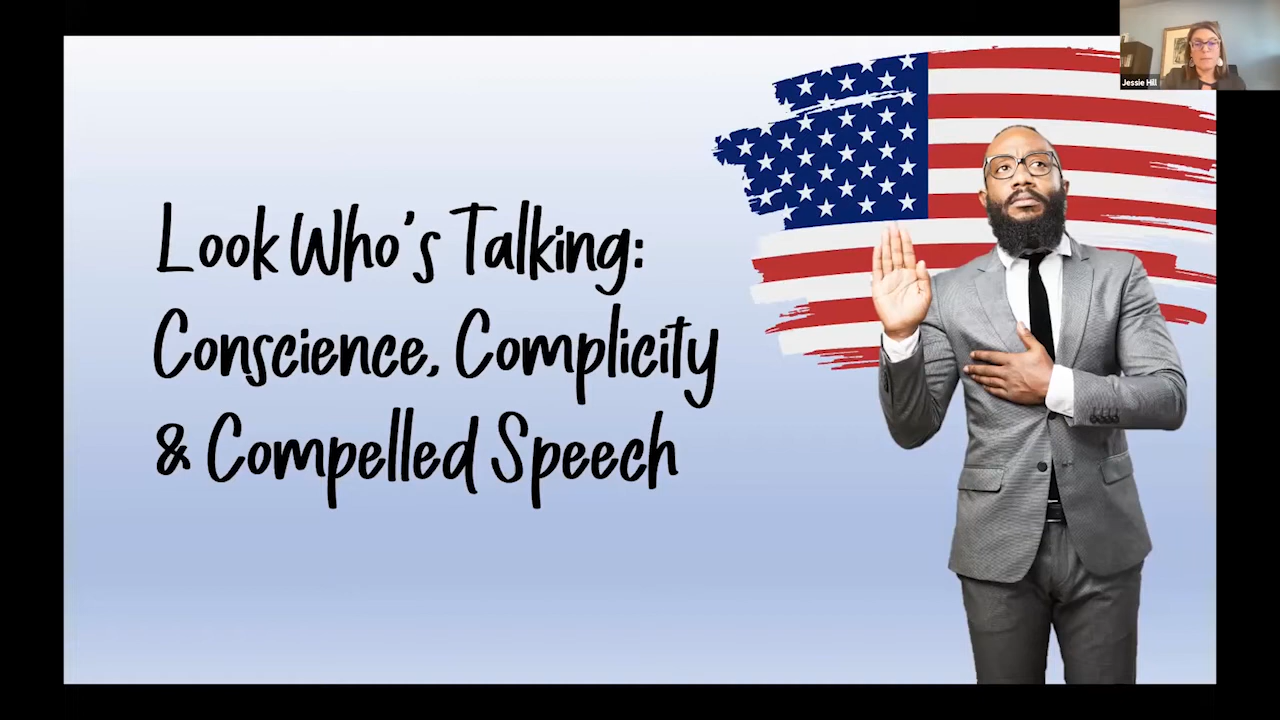 Jessie Hill
Look Who's Talking:
Conscience, Complicity
& Compelled Speech